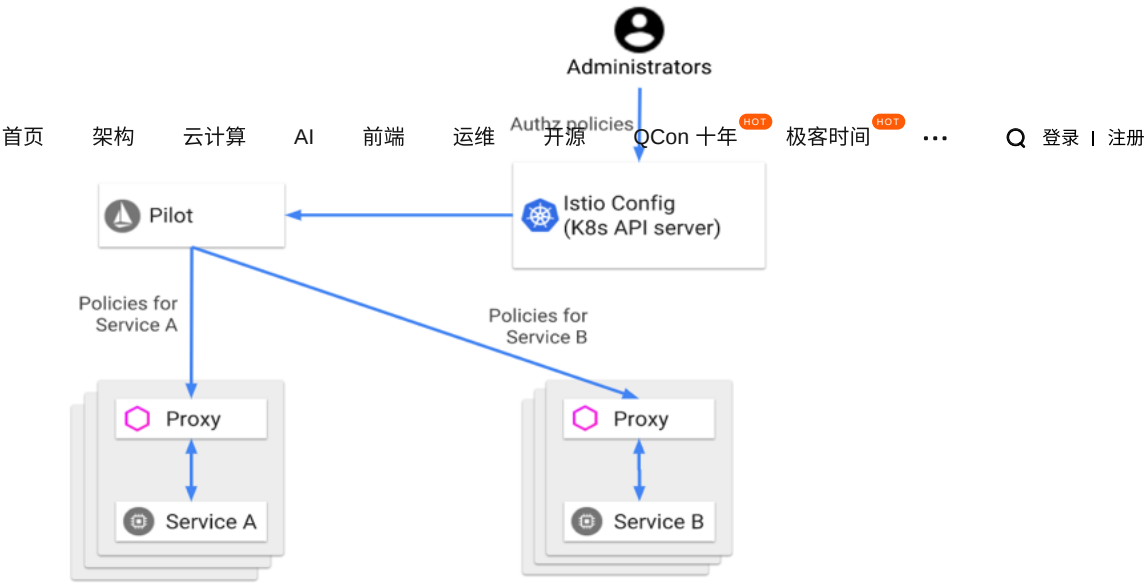 Administrators
Authz policies
首页 架构 云计算 AI 前端 运维 开源 QCon 十年 HOT 极客时间 HOT 登录 注册
Istio Config
(K8s API server)
Pilot
Policies for
Service A
Policies for
Service B
Proxy
Service A
Proxy
Service B